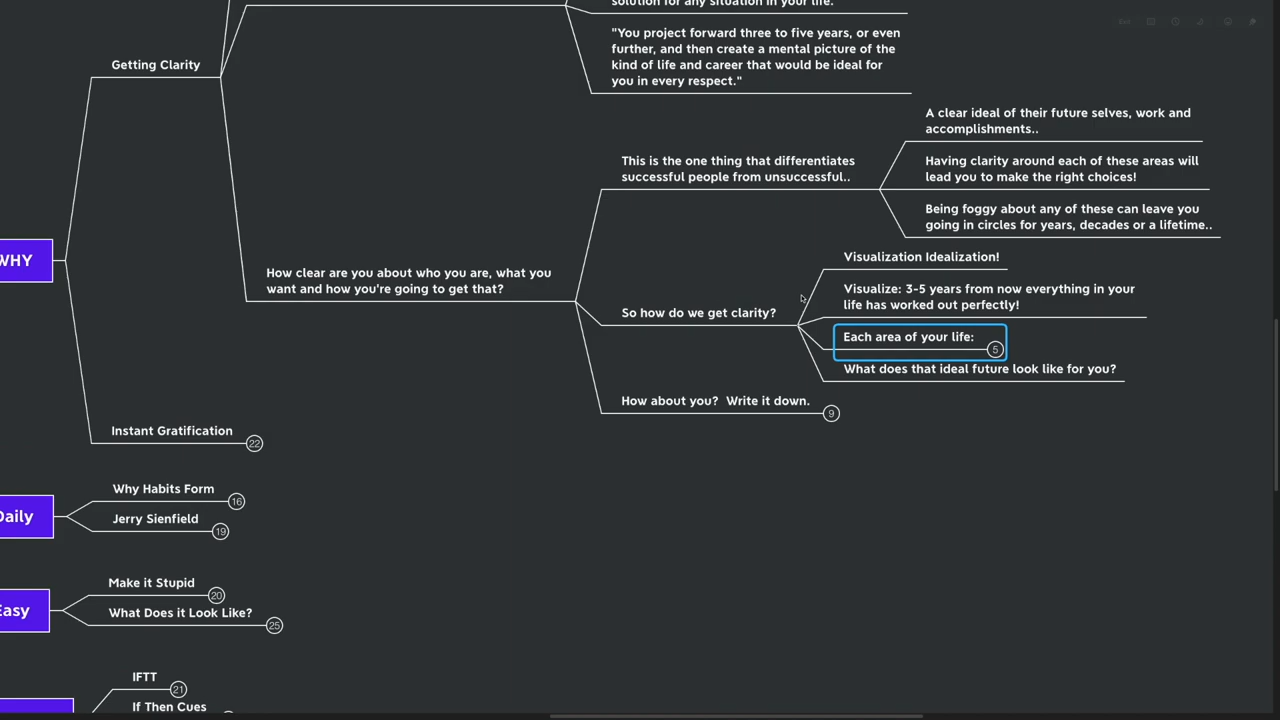 solution for any situation in your life.
"You project forward three to five years, or even
further, and then create a mental picture of the
kind of life and career that would be ideal for
you in every respect."
Getting Clarity
A clear ideal of their future selves, work and
accomplishments..
This is the one thing that differentiates
successful people from unsuccessful..
Having clarity around each of these areas will
lead you to make the right choices!
Being foggy about any of these can leave you
going in circles for years, decades or a lifetime..
WHY
How clear are you about who you are, what you
want and how you're going to get that?
Visualization Idealization!
Visualize: 3-5 years from now everything in your
life has worked out perfectly!
So how do we get clarity?
Each area of your life:
5
What does that ideal future look like for you?
How about you?  Write it down.
9
Instant Gratification
22
Daily
Why Habits Form
16
Jerry Sienfield
19
Easy
Make it Stupid
20
What Does it Look Like?
25
IFTT
21
If Then Cues